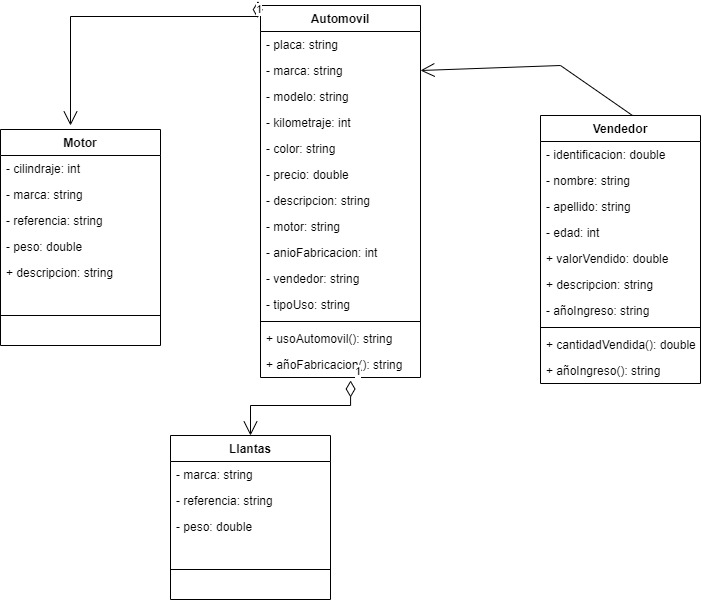 1
Automovil
- placa: string
- marca: string
- modelo: string
- kilometraje: int
- color: string
- precio: double
- descripcion: string
- motor: string
- anioFabricacion: int
- vendedor: string
- tipoUso: string
+ usoAutomovil(): string
+ añoFabricacion(): string
1
Motor
- cilindraje: int
- marca: string
- referencia: string
- peso: double
+ descripcion: string
Vendedor
- identificacion: double
- nombre: string
- apellido: string
- edad: int
+ valorVendido: double
+ descripcion: string
- añoIngreso: string
+ cantidadVendida(): double
+ añoIngreso(): string
Llantas
- marca: string
- referencia: string
- peso: double